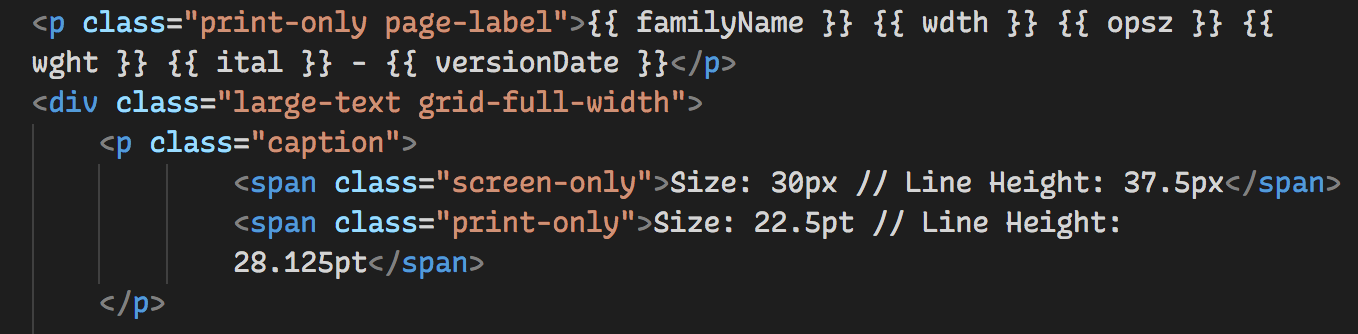 <p class="print-only page-label">{{ familyName }} {{ wdth }} {{ opsz }} {{
wght }} {{ ital }} - {{ versionDate }}</p>
<div class="large-text grid-full-width">
<p class="caption">
<span class="screen-only">Size: 30px // Line Height: 37.5px</span>
<span class="print-only">Size: 22.5pt // Line Height:
28.125pt</span>
</p>